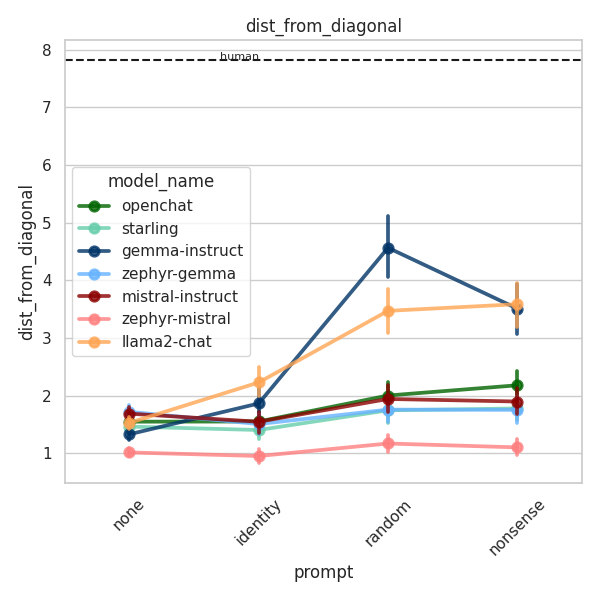 dist_from_diagonal
8
human
7
6
model_name
openchat
starling
gemma-instruct
zephyr-gemma
mistral-instruct
zephyr-mistral
llama2-chat
5
4
3
2
1
dist_from_diagonal
none
identity
random
nonsense
prompt